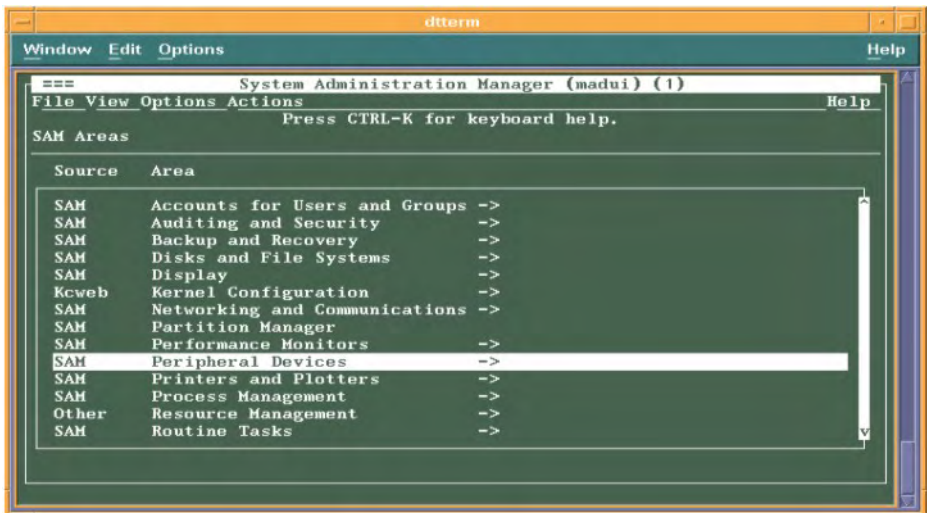 dtterm
Window Edit Options Help
=== System Administration Manager (madui) (1)
File View Options Actions Help
Press CTRL-K for keyboard help.
SAM Areas
Source Area
SAM Accounts for Users and Groups ->
SAM Auditing and Security ->
SAM Backup and Recovery ->
SAM Disks and File Systems ->
SAM Display ->
Kcweb Kernel Configuration ->
SAM Networking and Communications ->
SAM Partition Manager
SAM Performance Monitors ->
SAM Peripheral Devices ->
SAM Printers and Plotters ->
SAM Process Management ->
Other Resource Management ->
SAM Routine Tasks ->